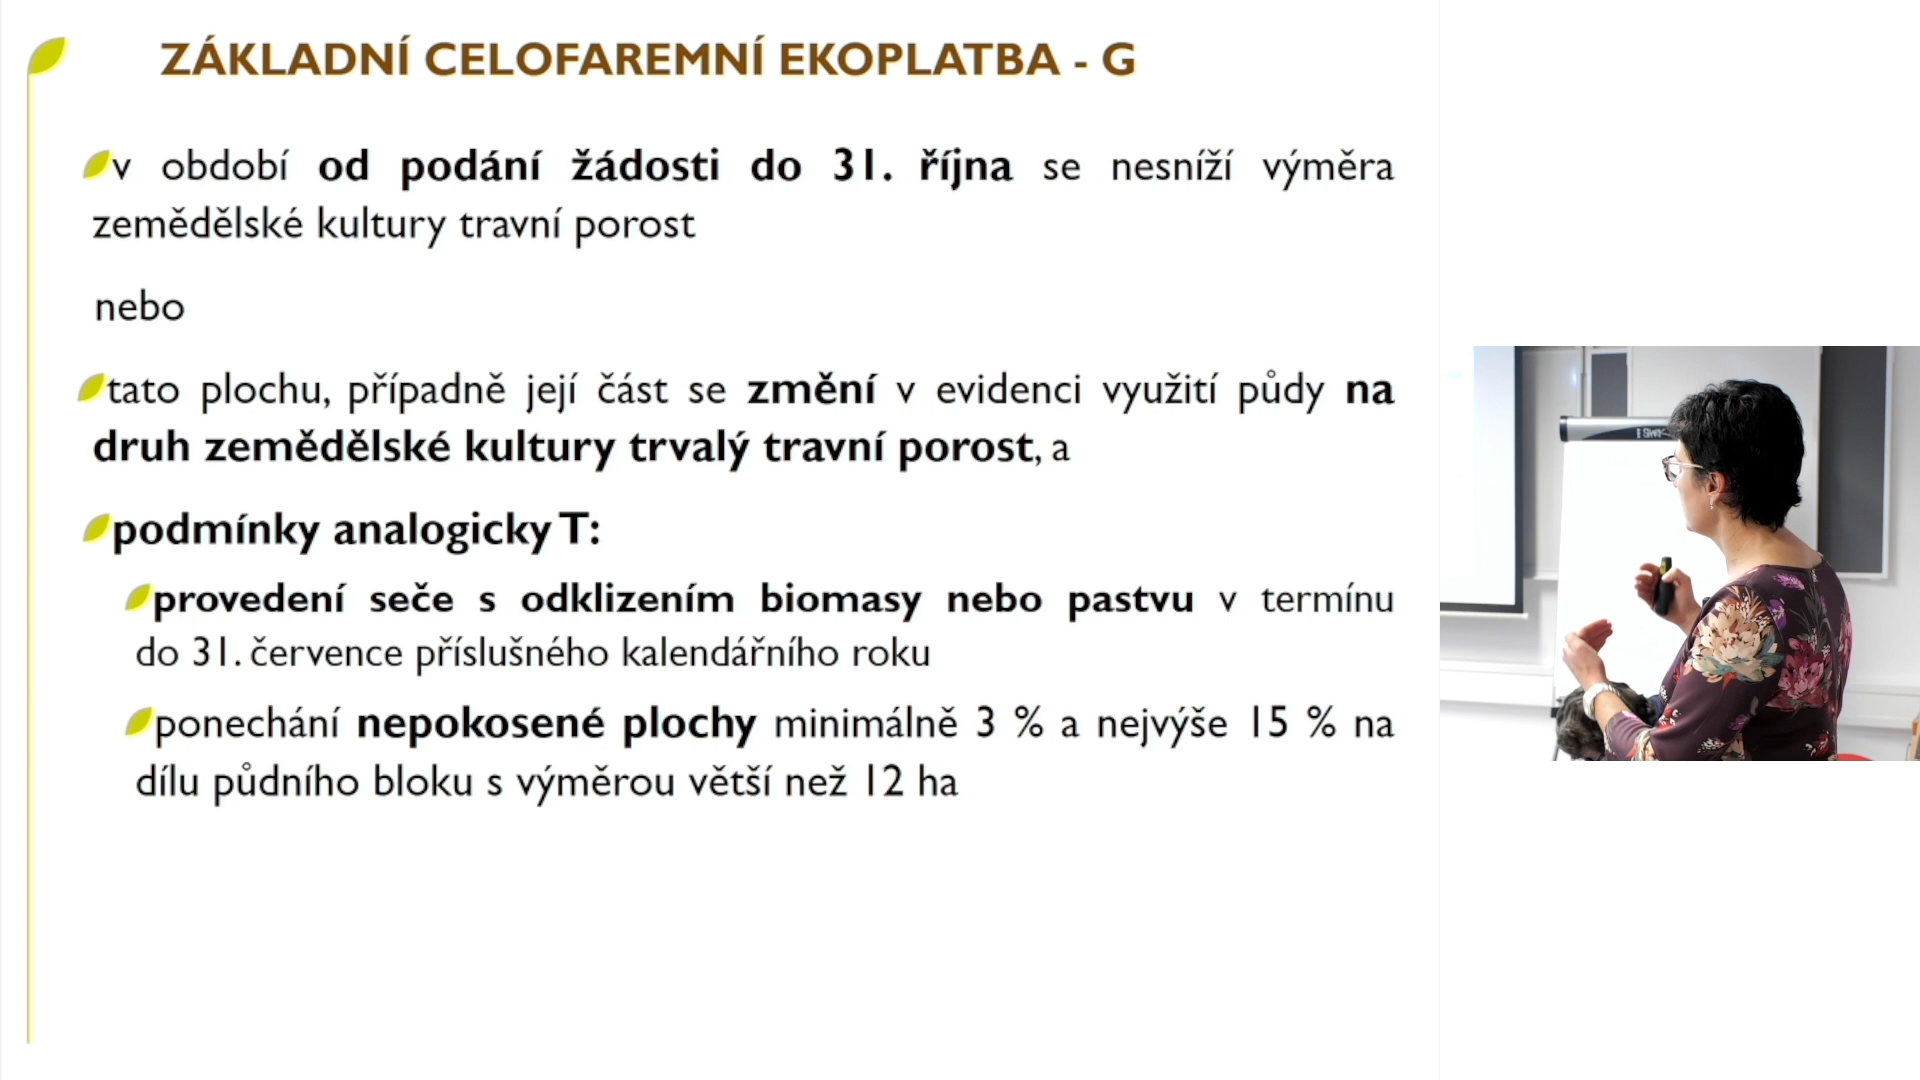 ZÁKLADNÍ CELOFAREMNÍ EKOPLATBA - G
v období od podání žádosti do 31. října se nesníží výměra
zemědělské kultury travní porost
nebo
tato plochu, případně její část se změní v evidenci využití půdy na
druh zemědělské kultury trvalý travní porost, a
podmínky analogicky T:
provedení seče s odklizením biomasy nebo pastvu v termínu
do 31. července příslušného kalendářního roku
ponechání nepokosené plochy minimálně 3 % a nejvýše 15 % na
dílu půdního bloku s výměrou větší než 12 ha